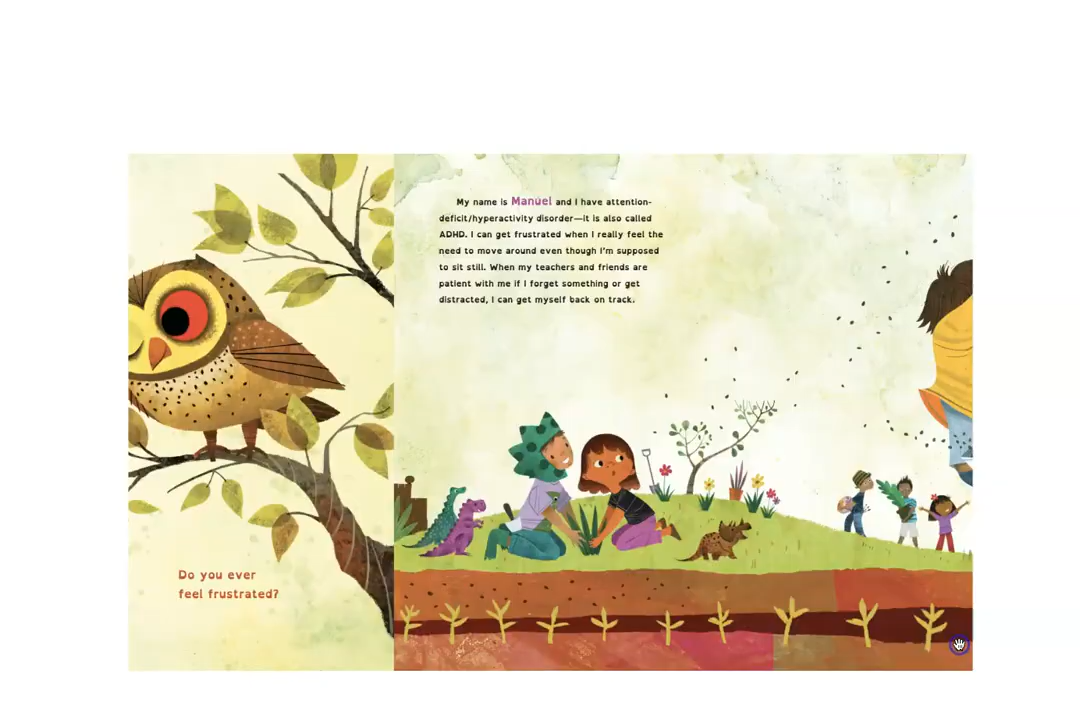 My name is Manuel and I have attention-
deficit/hyperactivity disorder—it is also called
ADHD. I can get frustrated when I really feel the
need to move around even though I'm supposed
to sit still. When my teachers and friends are
patient with me if I forget something or get
distracted, I can get myself back on track.
Do you ever
feel frustrated?